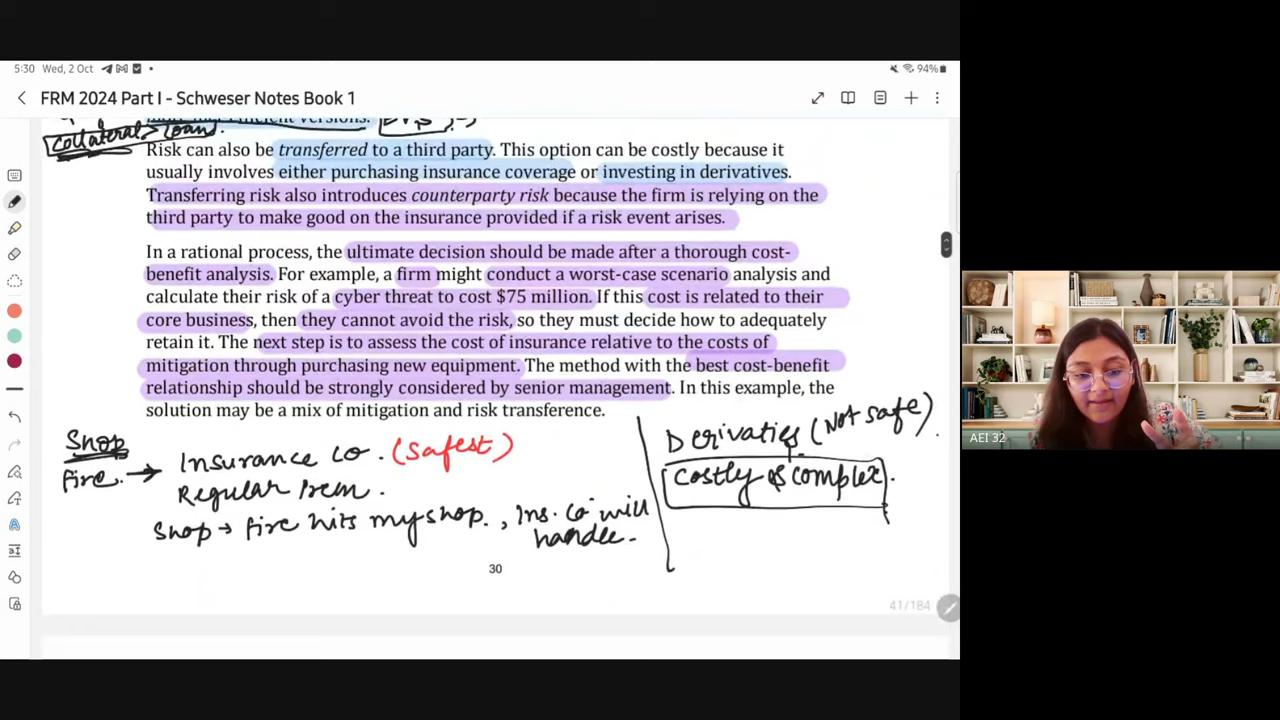 5:30 Wed, 2 Oct
94%
FRM 2024 Part I - Schweser Notes Book 1
more efficient versions.
Collateral > Loan
Risk can also be transferred to a third party. This option can be costly because it
usually involves either purchasing insurance coverage or investing in derivatives.
Transferring risk also introduces counterparty risk because the firm is relying on the
third party to make good on the insurance provided if a risk event arises.
In a rational process, the ultimate decision should be made after a thorough cost-
benefit analysis. For example, a firm might conduct a worst-case scenario analysis and
calculate their risk of a cyber threat to cost $75 million. If this cost is related to their
core business, then they cannot avoid the risk, so they must decide how to adequately
retain it. The next step is to assess the cost of insurance relative to the costs of
mitigation through purchasing new equipment. The method with the best cost-benefit
relationship should be strongly considered by senior management. In this example, the
solution may be a mix of mitigation and risk transference.
Shop
fire. → Insurance Co. (Safest)
Regular Prem.
Shop → fire hits my shop., Ins. Co will
handle.
Derivaties (Not safe).
Costly & complex.
30
41/184
AEI 32